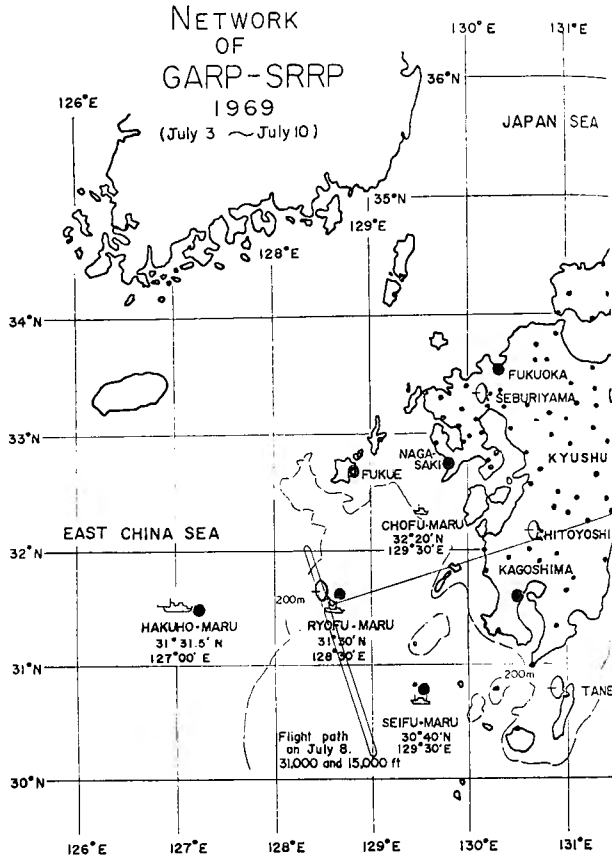 NETWORK
OF
GARP-SRRP
1969
(July 3 ~ July 10)
130°E
131°E
36°N
126°E
JAPAN SEA
35°N
129°E
128°E
127°E
34°N
FUKUOKA
SEBURIYAMA
33°N
NAGA-
SAKI
KYUSHU
FUKUE
CHOFU-MARU
32°20'N
129°30'E
HITOYOSHI
EAST CHINA SEA
32°N
KAGOSHIMA
200m
HAKUHO-MARU
31°31.5'N
127°00'E
RYOFU-MARU
31°30'N
128°30'E
31°N
200m
TANE
SEIFU-MARU
30°40'N
129°30'E
Flight path
on July 8.
31,000 and 15,000 ft
30°N
126°E
127°E
128°E
129°E
130°E
131°E